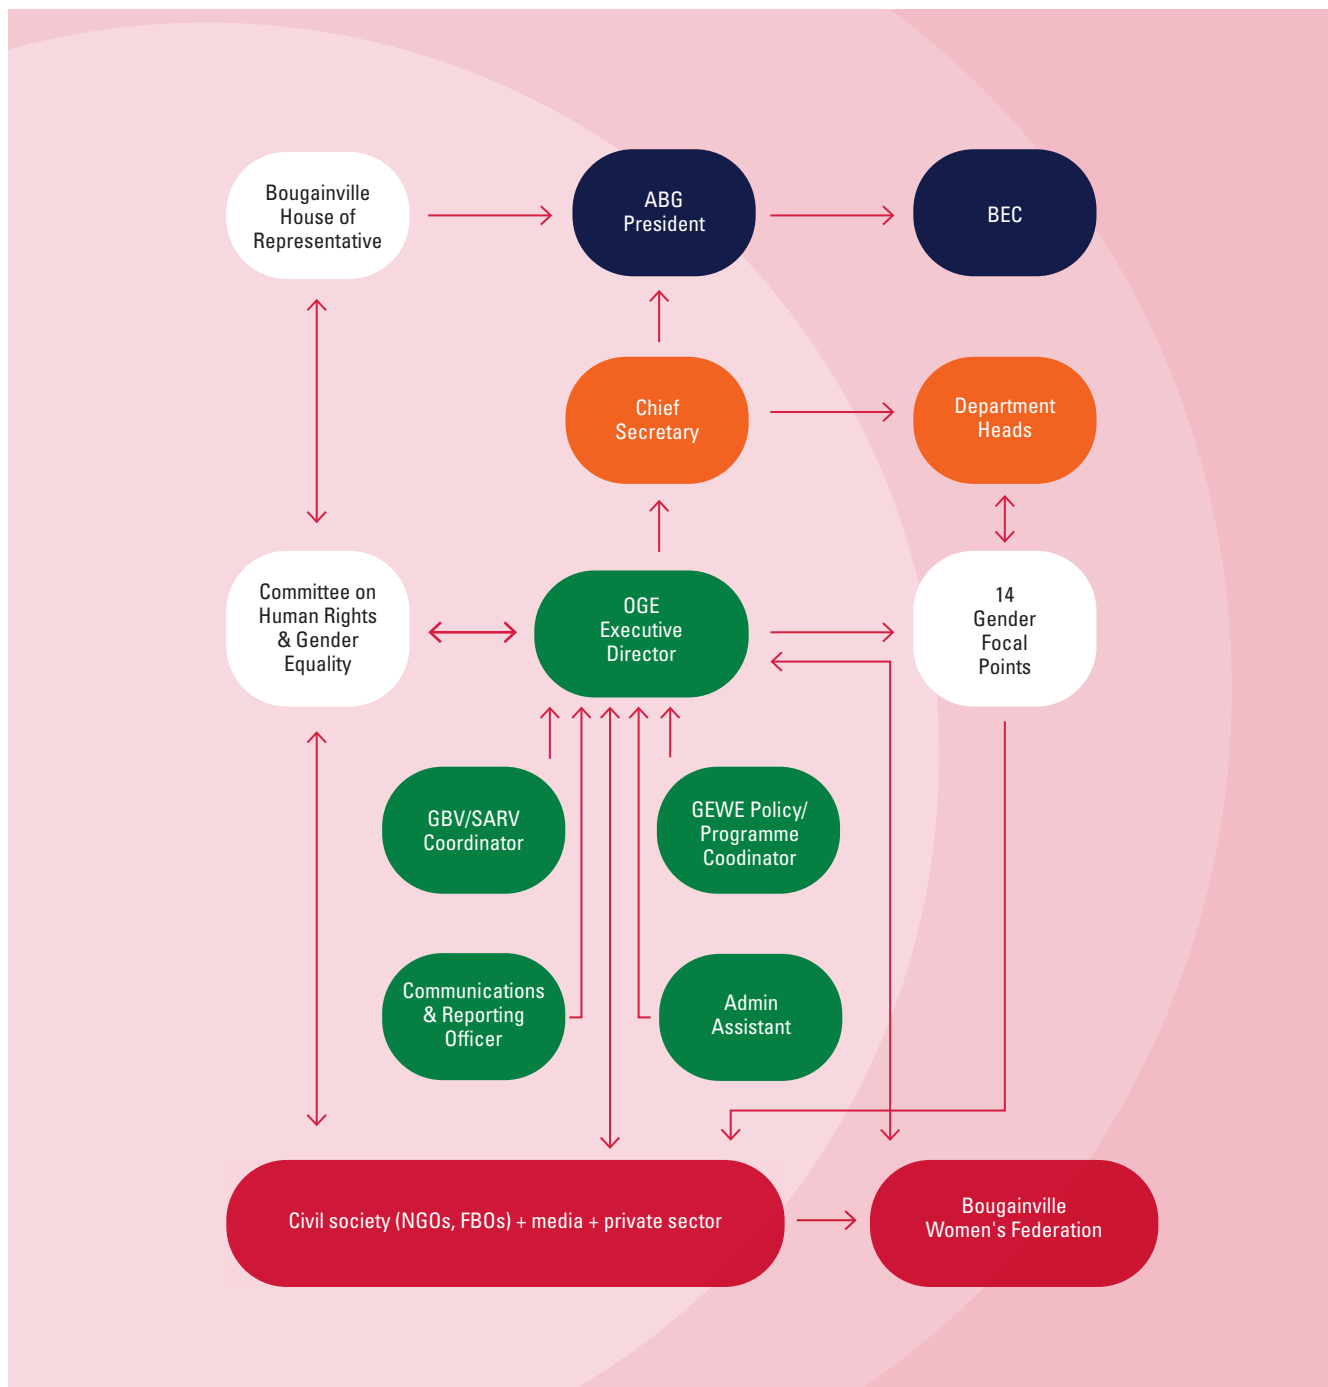 Bougainville
House of
Representative
ABG
President
BEC
Chief
Secretary
Department
Heads
Committee on
Human Rights
& Gender
Equality
OGE
Executive
Director
14
Gender
Focal
Points
GBV/SARV
Coordinator
GEWE Policy/
Programme
Coodinator
Communications
& Reporting
Officer
Admin
Assistant
Civil society (NGOs, FBOs) + media + private sector
Bougainville
Women's Federation